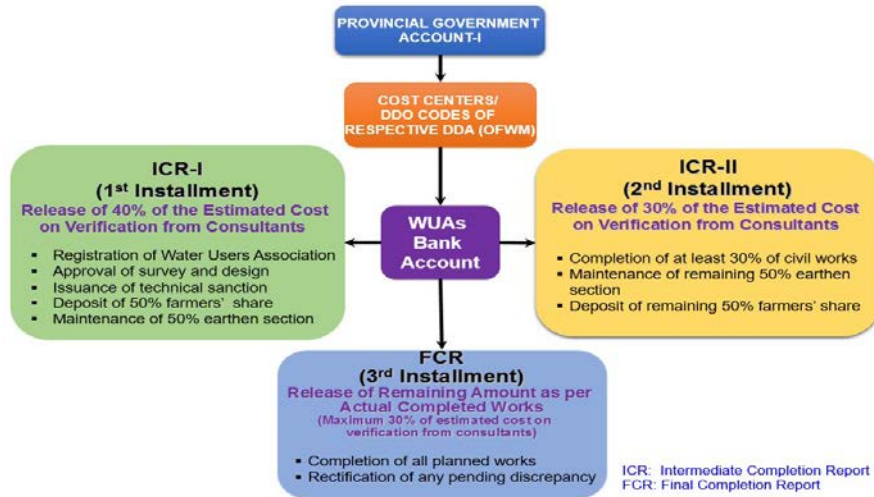 PROVINCIAL GOVERNMENT
ACCOUNT-I
COST CENTERS/
DDO CODES OF
RESPECTIVE DDA (OFWM)
ICR-I
(1st Installment)
Release of 40% of the Estimated Cost
on Verification from Consultants
▪ Registration of Water Users Association
▪ Approval of survey and design
▪ Issuance of technical sanction
▪ Deposit of 50% farmers' share
▪ Maintenance of 50% earthen section
WUAs
Bank
Account
ICR-II
(2nd Installment)
Release of 30% of the Estimated Cost
on Verification from Consultants
▪ Completion of at least 30% of civil works
▪ Maintenance of remaining 50% earthen
section
▪ Deposit of remaining 50% farmers' share
FCR
(3rd Installment)
Release of Remaining Amount as per
Actual Completed Works
(Maximum 30% of estimated cost on
verification from consultants)
▪ Completion of all planned works
▪ Rectification of any pending discrepancy
ICR: Intermediate Completion Report
FCR: Final Completion Report